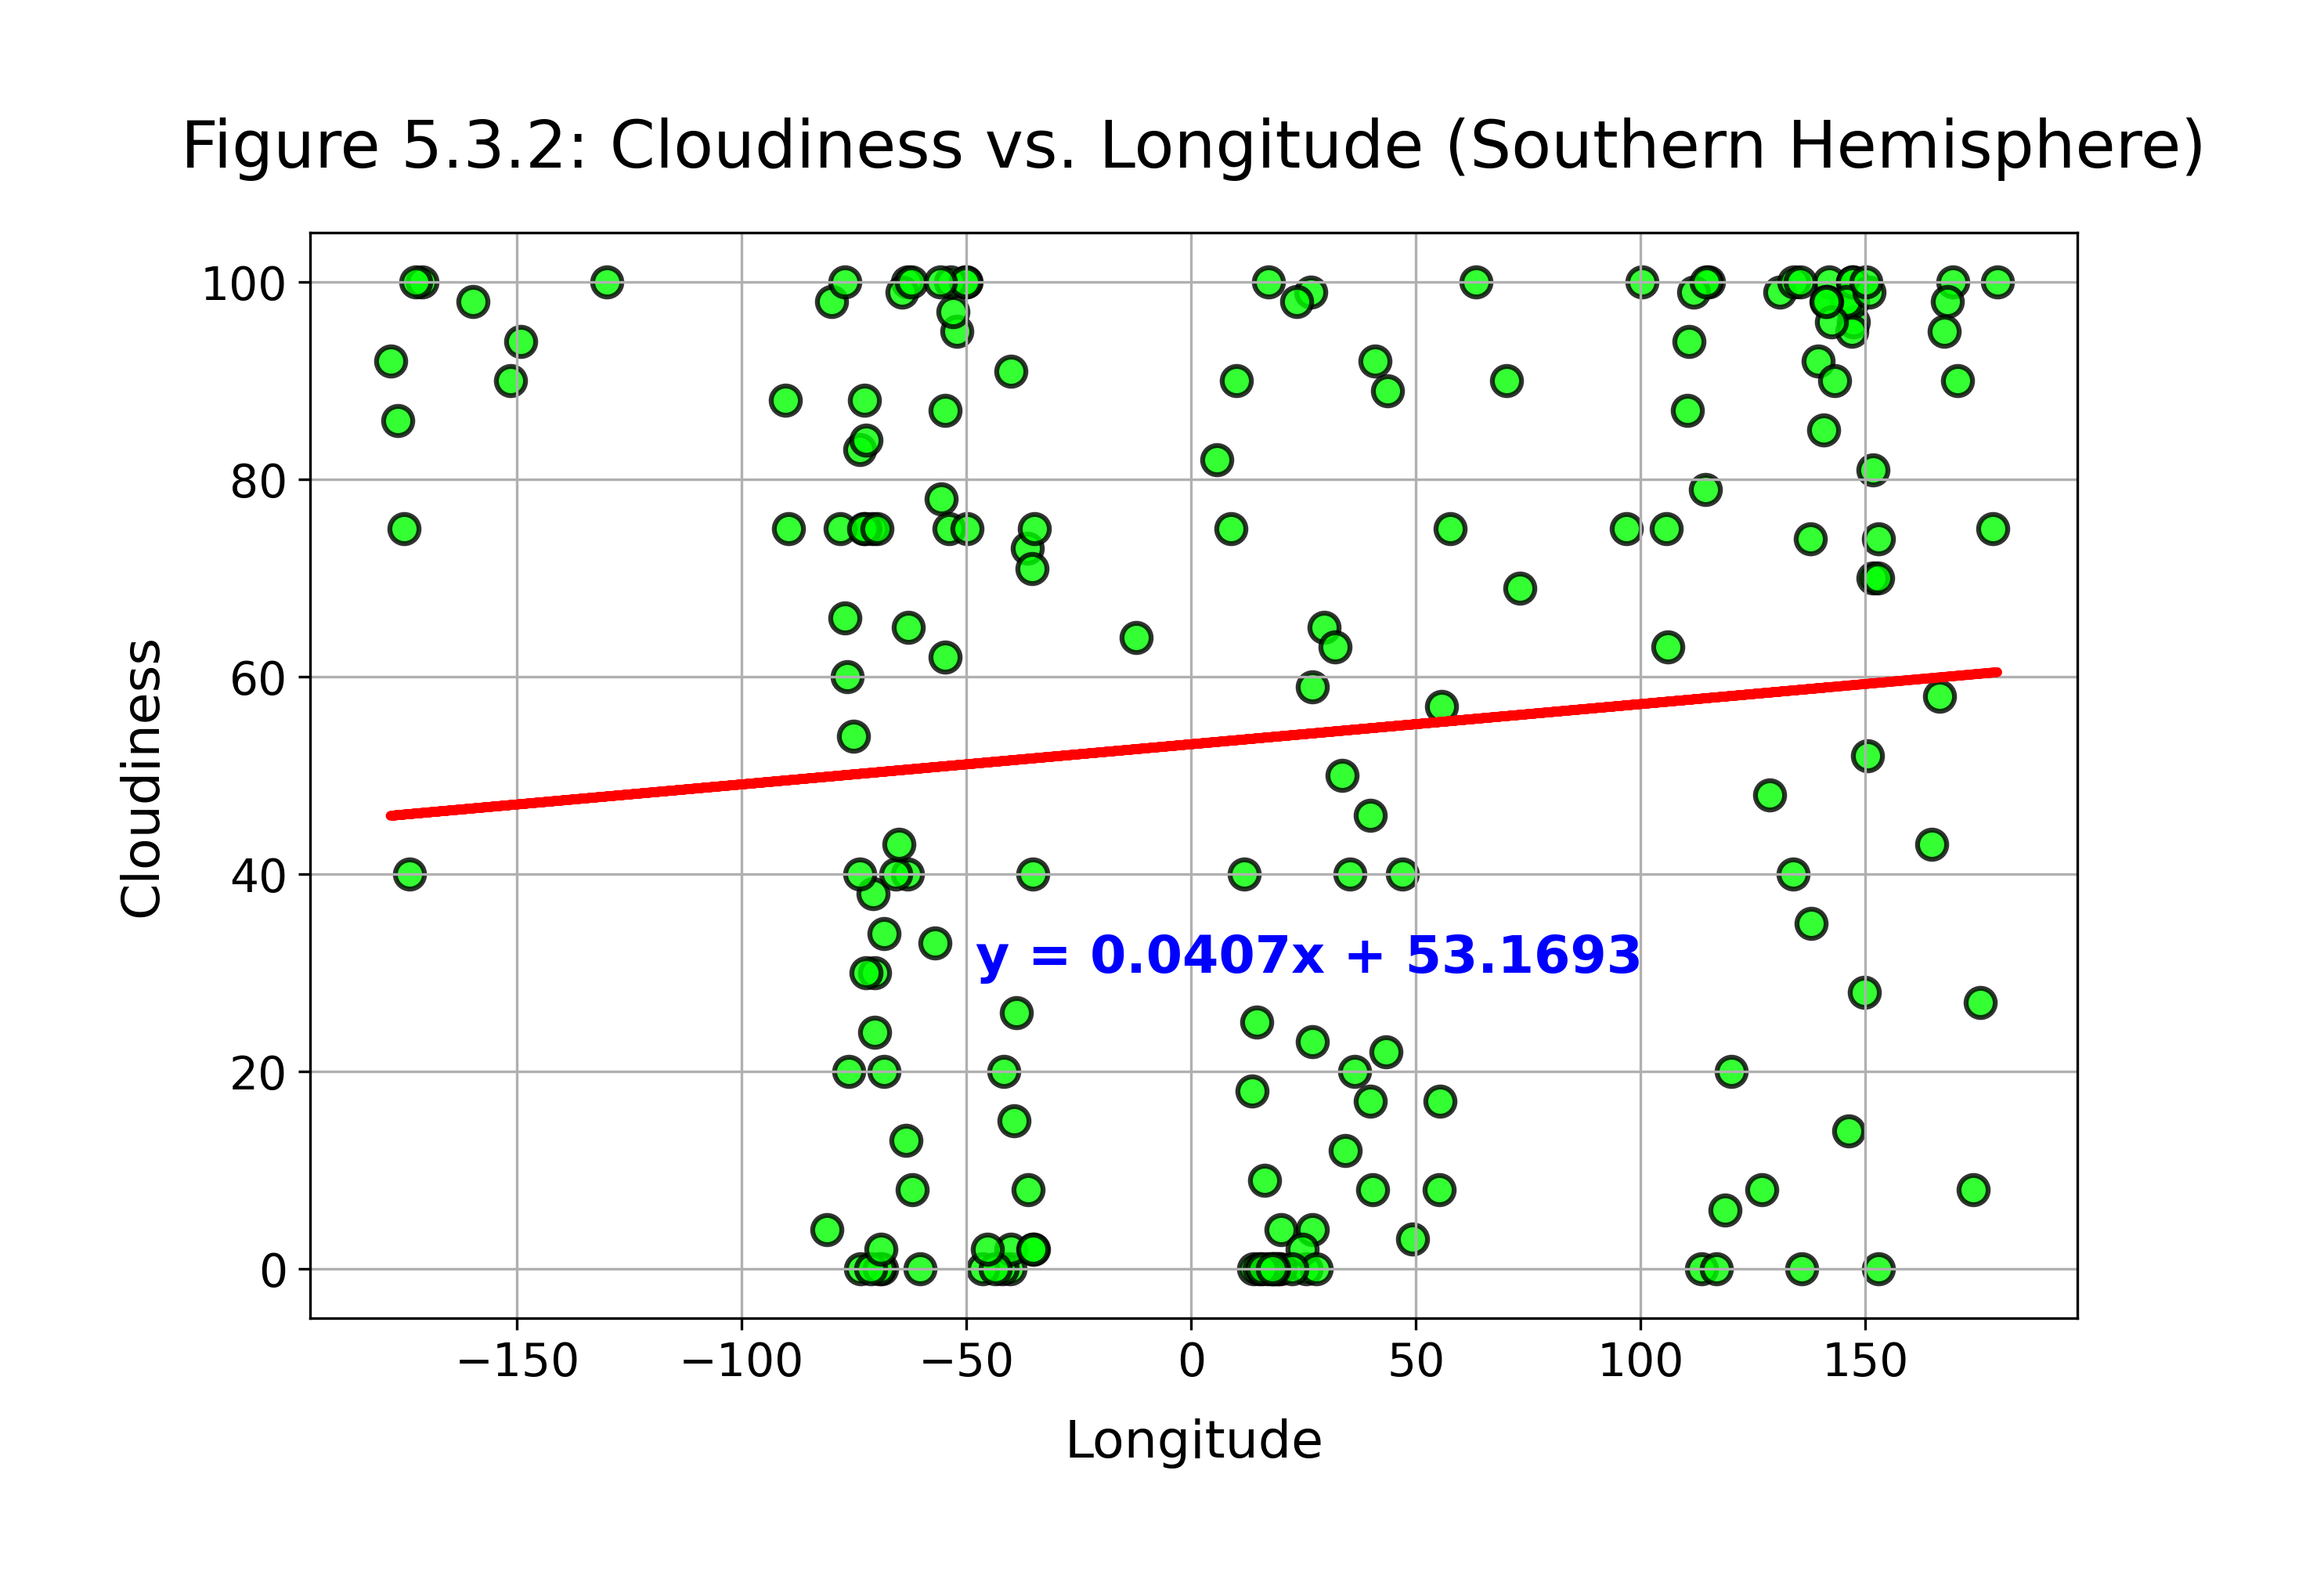 Figure 5.3.2: Cloudiness vs. Longitude (Southern Hemisphere)
100
80
60
40
20
0
Cloudiness
y = 0.0407x + 53.1693
−150 −100 −50 0 50 100 150
Longitude